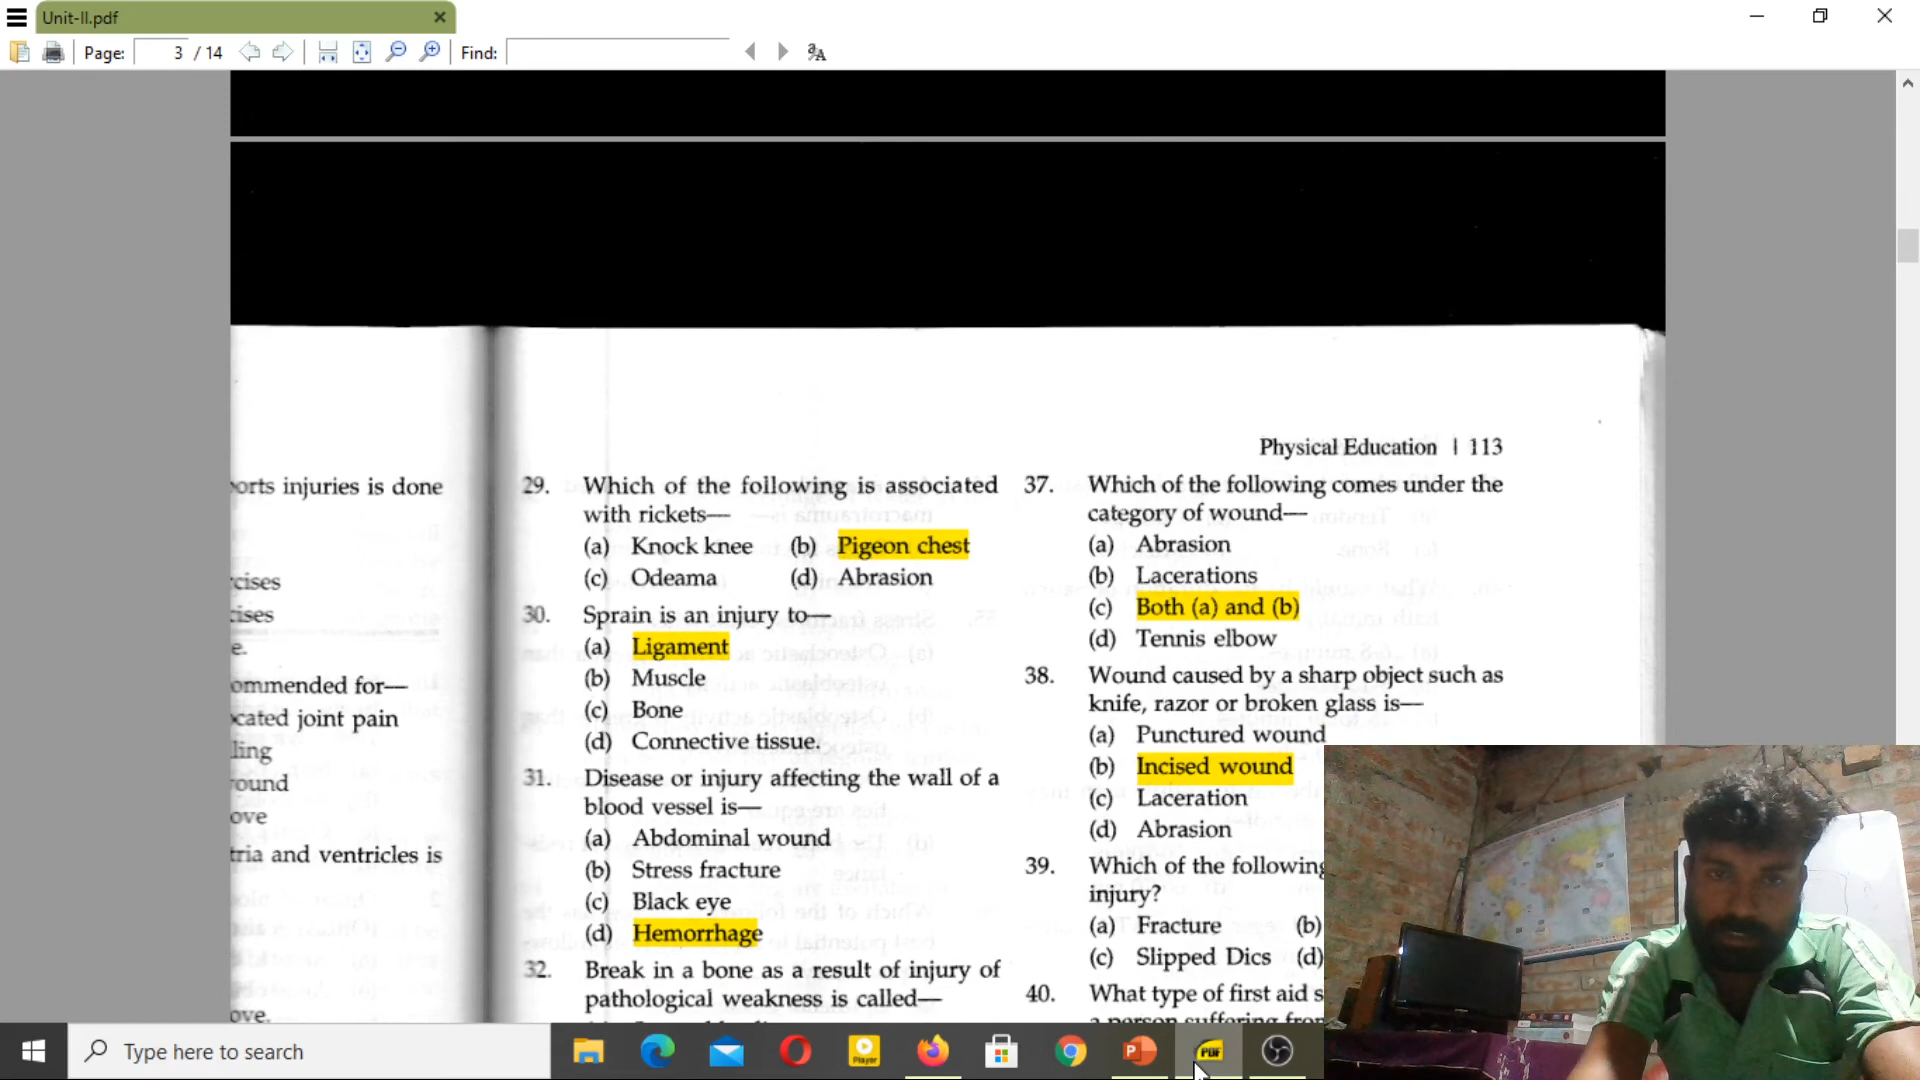 Unit-II.pdf
Page: 3 / 14 Find:
Physical Education | 113
orts injuries is done
cises
cises
e.
ommended for—
cated joint pain
ling
ound
ove
tria and ventricles is
ove.
29. Which of the following is associated
with rickets—
(a) Knock knee (b) Pigeon chest
(c) Odeama (d) Abrasion
30. Sprain is an injury to—
(a) Ligament
(b) Muscle
(c) Bone
(d) Connective tissue.
31. Disease or injury affecting the wall of a
blood vessel is—
(a) Abdominal wound
(b) Stress fracture
(c) Black eye
(d) Hemorrhage
32. Break in a bone as a result of injury of
pathological weakness is called—
37. Which of the following comes under the
category of wound—
(a) Abrasion
(b) Lacerations
(c) Both (a) and (b)
(d) Tennis elbow
38. Wound caused by a sharp object such as
knife, razor or broken glass is—
(a) Punctured wound
(b) Incised wound
(c) Laceration
(d) Abrasion
39. Which of the following
injury?
(a) Fracture (b)
(c) Slipped Dics (d)
40. What type of first aid s
a person suffering from
Type here to search
Player
PDF